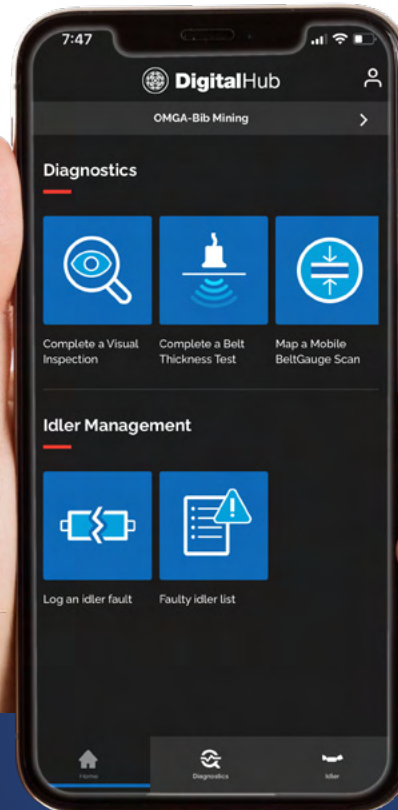 7:47
DigitalHub
OMGA-Bib Mining
Diagnostics
Complete a Visual
Inspection
Complete a Belt
Thickness Test
Map a Mobile
BeltGauge Scan
Idler Management
Log an idler fault
Faulty idler list
Home
Diagnostics
Idler